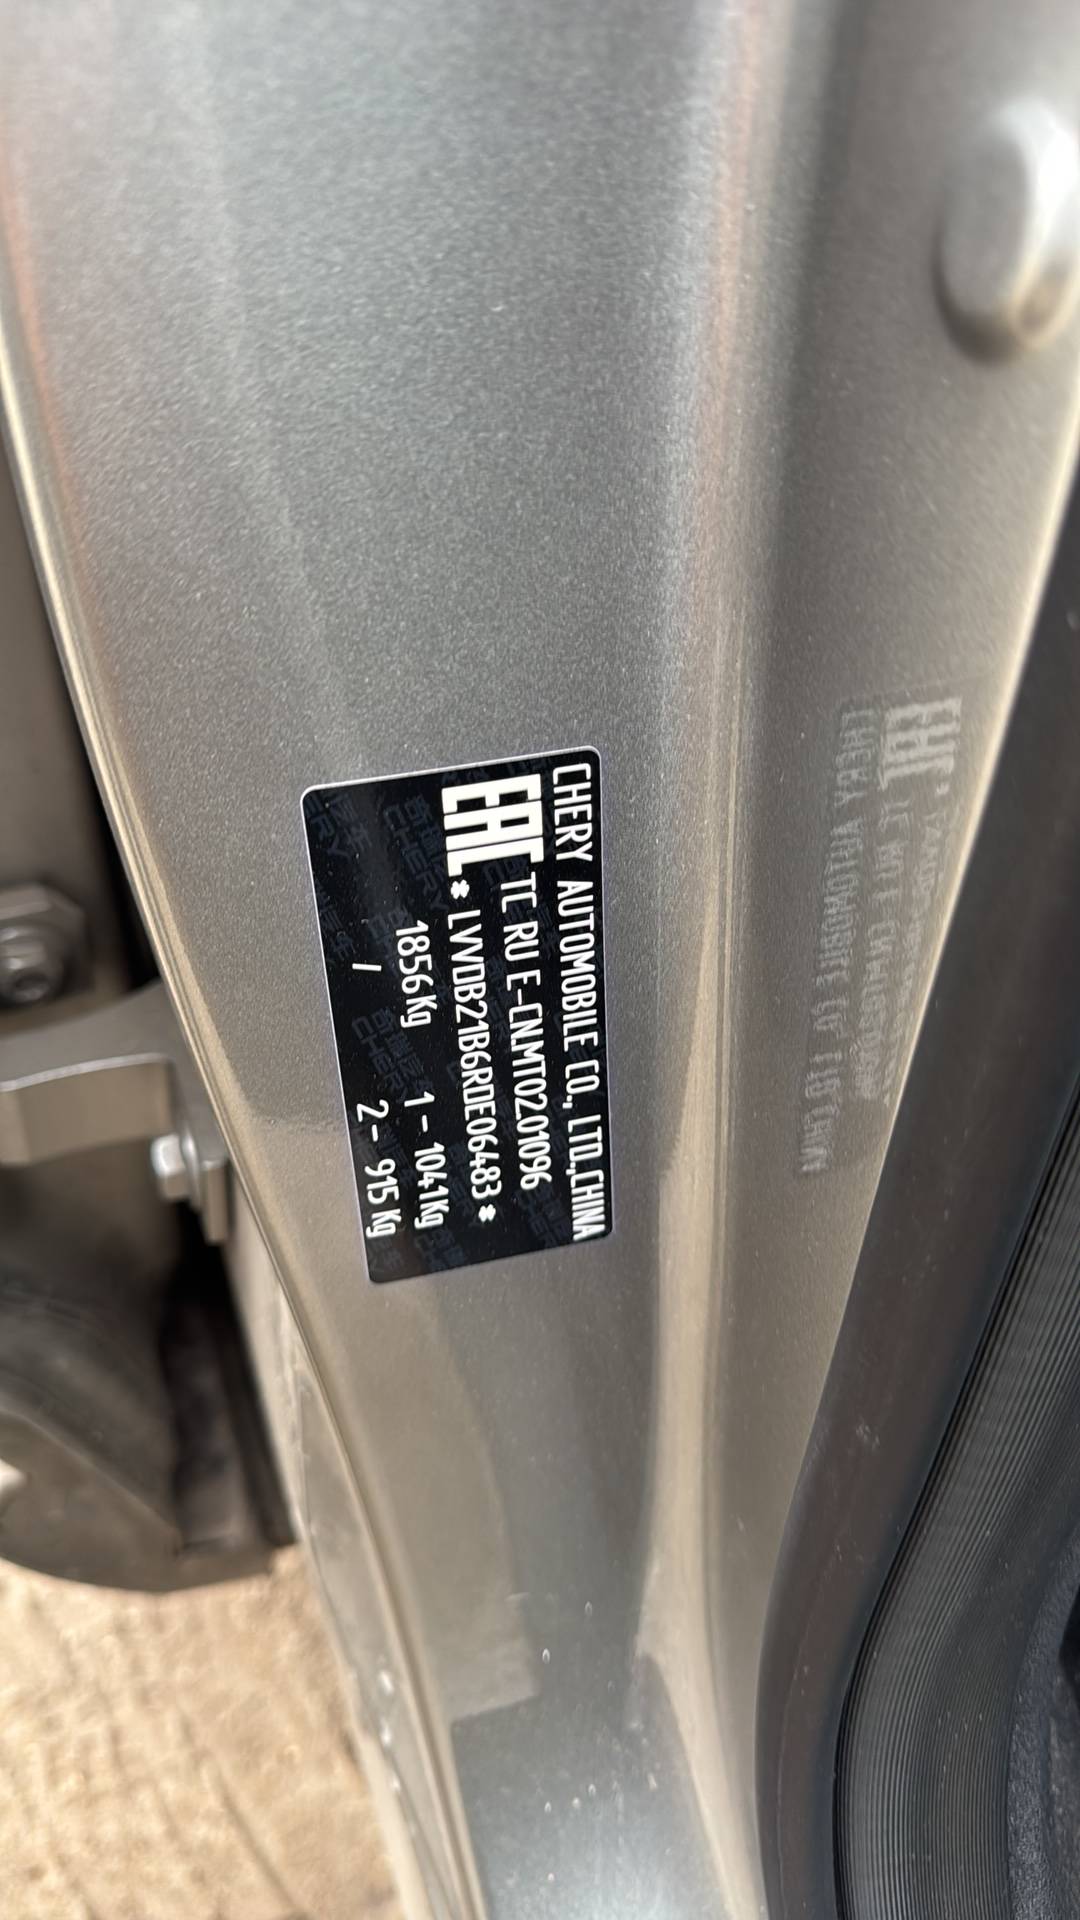 CHERY AUTOMOBILE CO., LTD.,CHINA
EAC TC RU E-CN.MT02.01096
* LVVDB21B6RDE06483 *
1856Kg 1 - 1041Kg
/ 2 - 915Kg